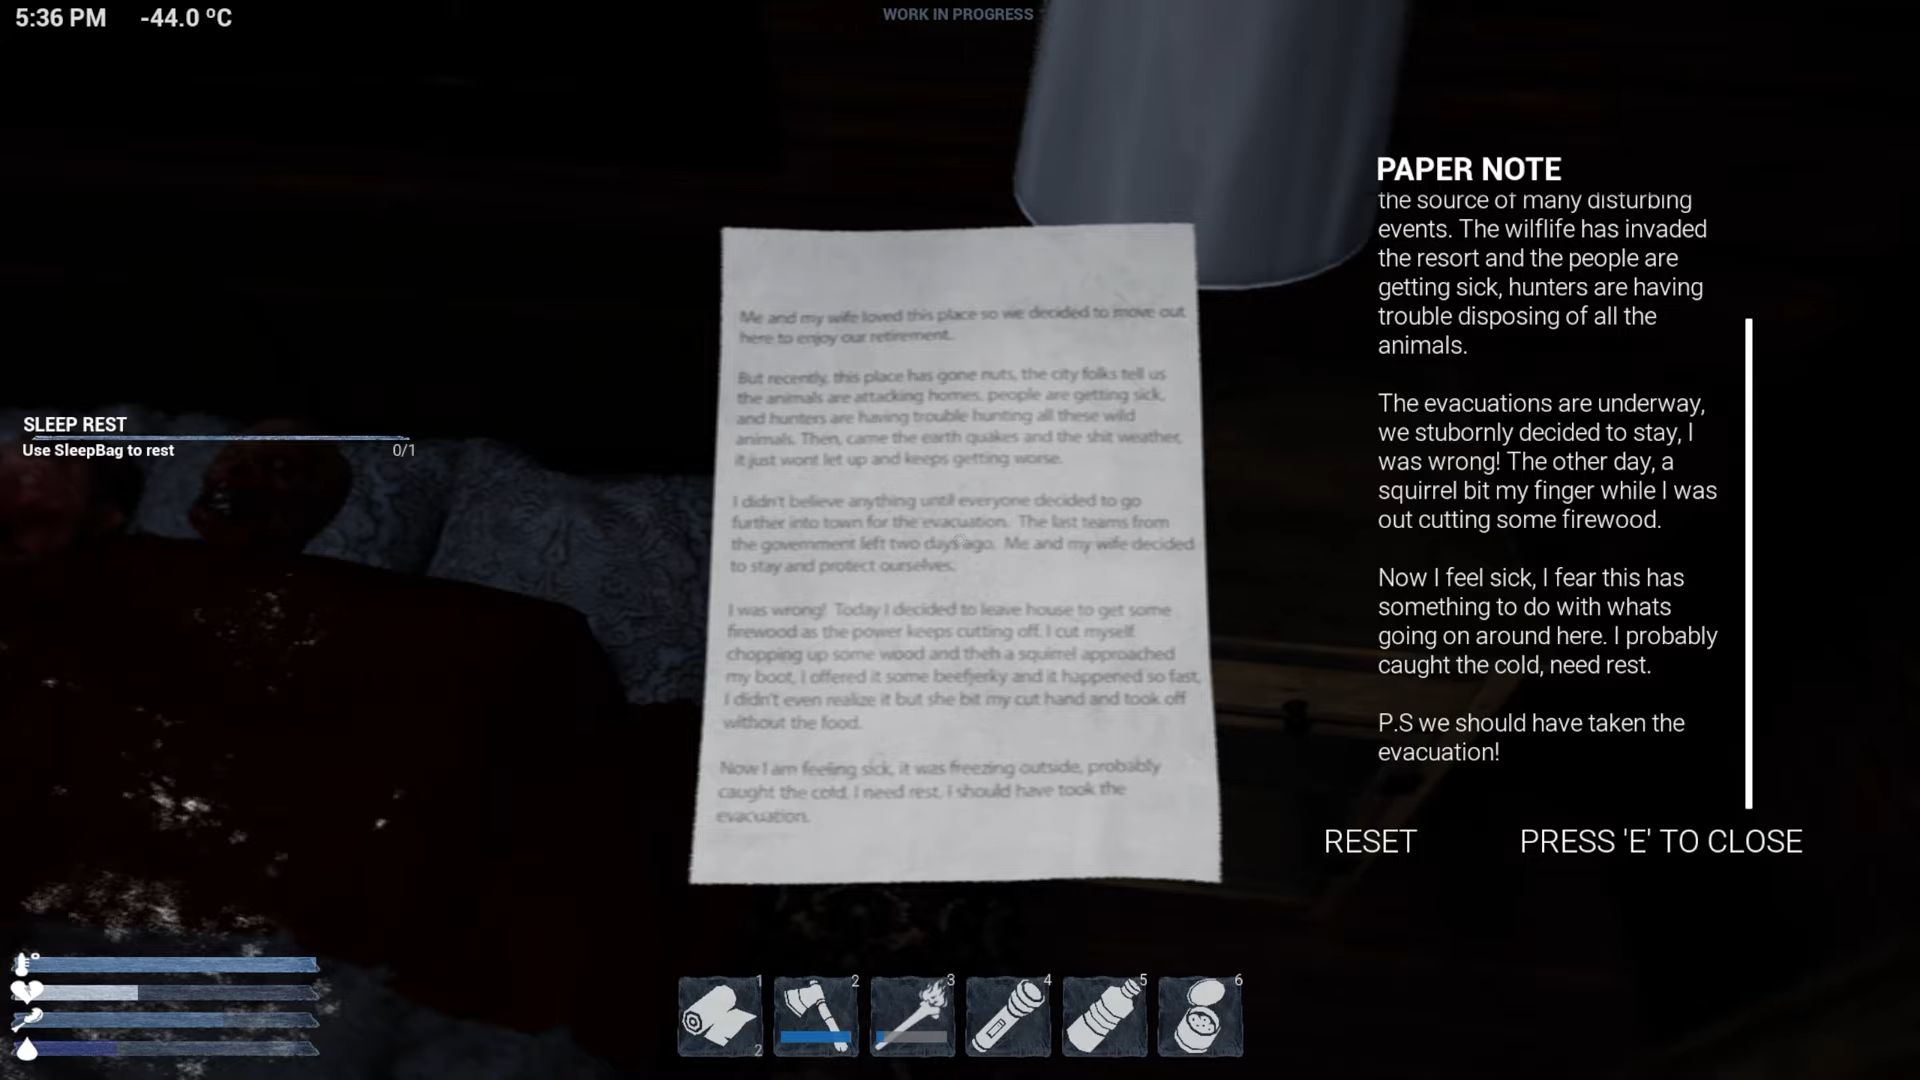 5:36 PM -44.0 ºC
WORK IN PROGRESS
SLEEP REST
Use SleepBag to rest 0/1
Me and my wife loved this place so we decided to move out
here to enjoy our retirement.
But recently, this place has gone nuts, the city folks tell us
the animals are attacking homes, people are getting sick,
and hunters are having trouble hunting all these wild
animals. Then, came the earth quakes and the shit weather,
it just wont let up and keeps getting worse.
I didn't believe anything until everyone decided to go
further into town for the evacuation. The last teams from
the government left two days ago. Me and my wife decided
to stay and protect ourselves.
I was wrong! Today I decided to leave house to get some
firewood as the power keeps cutting off. I cut myself
chopping up some wood and theh a squirrel approached
my boot, I offered it some beefjerky and it happened so fast,
I didn't even realize it but she bit my cut hand and took off
without the food.
Now I am feeling sick, it was freezing outside, probably
caught the cold. I need rest, I should have took the
evacuation.
PAPER NOTE
the source of many disturbing
events. The wilflife has invaded
the resort and the people are
getting sick, hunters are having
trouble disposing of all the
animals.
The evacuations are underway,
we stubornly decided to stay, I
was wrong! The other day, a
squirrel bit my finger while I was
out cutting some firewood.
Now I feel sick, I fear this has
something to do with whats
going on around here. I probably
caught the cold, need rest.
P.S we should have taken the
evacuation!
RESET PRESS 'E' TO CLOSE
1 2 3 4 5 6
2